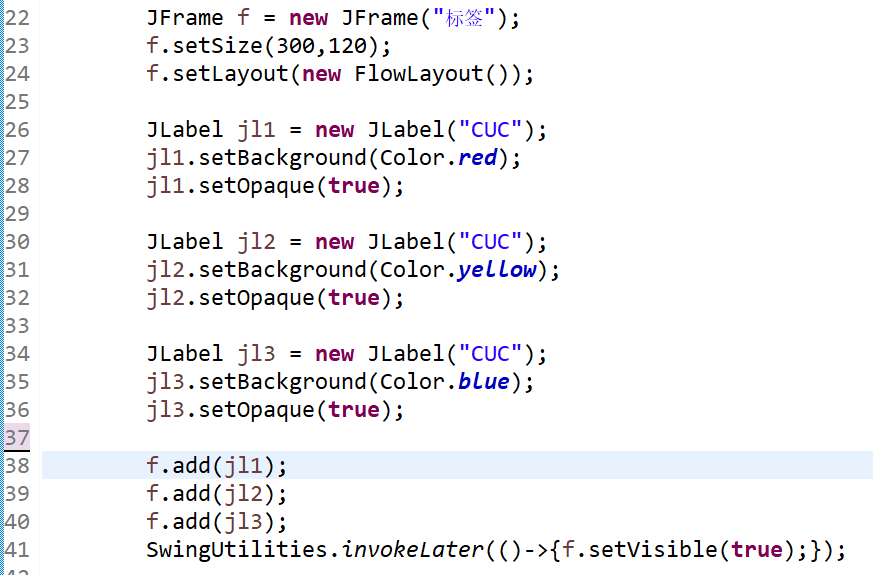 22 JFrame f = new JFrame("标签");
23 f.setSize(300,120);
24 f.setLayout(new FlowLayout());
25
26 JLabel jl1 = new JLabel("CUC");
27 jl1.setBackground(Color.red);
28 jl1.setOpaque(true);
29
30 JLabel jl2 = new JLabel("CUC");
31 jl2.setBackground(Color.yellow);
32 jl2.setOpaque(true);
33
34 JLabel jl3 = new JLabel("CUC");
35 jl3.setBackground(Color.blue);
36 jl3.setOpaque(true);
37
38 f.add(jl1);
39 f.add(jl2);
40 f.add(jl3);
41 SwingUtilities.invokeLater(()->{f.setVisible(true);});